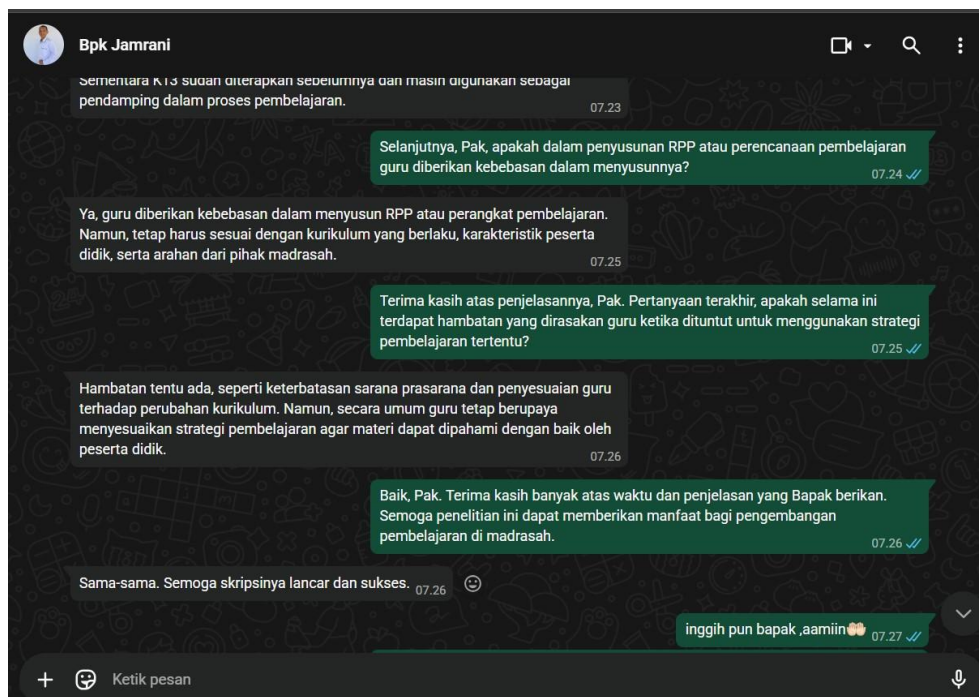 Bpk Jamrani
Sementara K13 sudah diterapkan sebelumnya dan masih digunakan sebagai
pendamping dalam proses pembelajaran.
07.23
Selanjutnya, Pak, apakah dalam penyusunan RPP atau perencanaan pembelajaran
guru diberikan kebebasan dalam menyusunnya?
07.24
Ya, guru diberikan kebebasan dalam menyusun RPP atau perangkat pembelajaran.
Namun, tetap harus sesuai dengan kurikulum yang berlaku, karakteristik peserta
didik, serta arahan dari pihak madrasah.
07.25
Terima kasih atas penjelasannya, Pak. Pertanyaan terakhir, apakah selama ini
terdapat hambatan yang dirasakan guru ketika dituntut untuk menggunakan strategi
pembelajaran tertentu?
07.25
Hambatan tentu ada, seperti keterbatasan sarana prasarana dan penyesuaian guru
terhadap perubahan kurikulum. Namun, secara umum guru tetap berupaya
menyesuaikan strategi pembelajaran agar materi dapat dipahami dengan baik oleh
peserta didik.
07.26
Baik, Pak. Terima kasih banyak atas waktu dan penjelasan yang Bapak berikan.
Semoga penelitian ini dapat memberikan manfaat bagi pengembangan
pembelajaran di madrasah.
07.26
Sama-sama. Semoga skripsinya lancar dan sukses. 07.26
inggih pun bapak ,aamiin🤲🏻 07.27
Ketik pesan